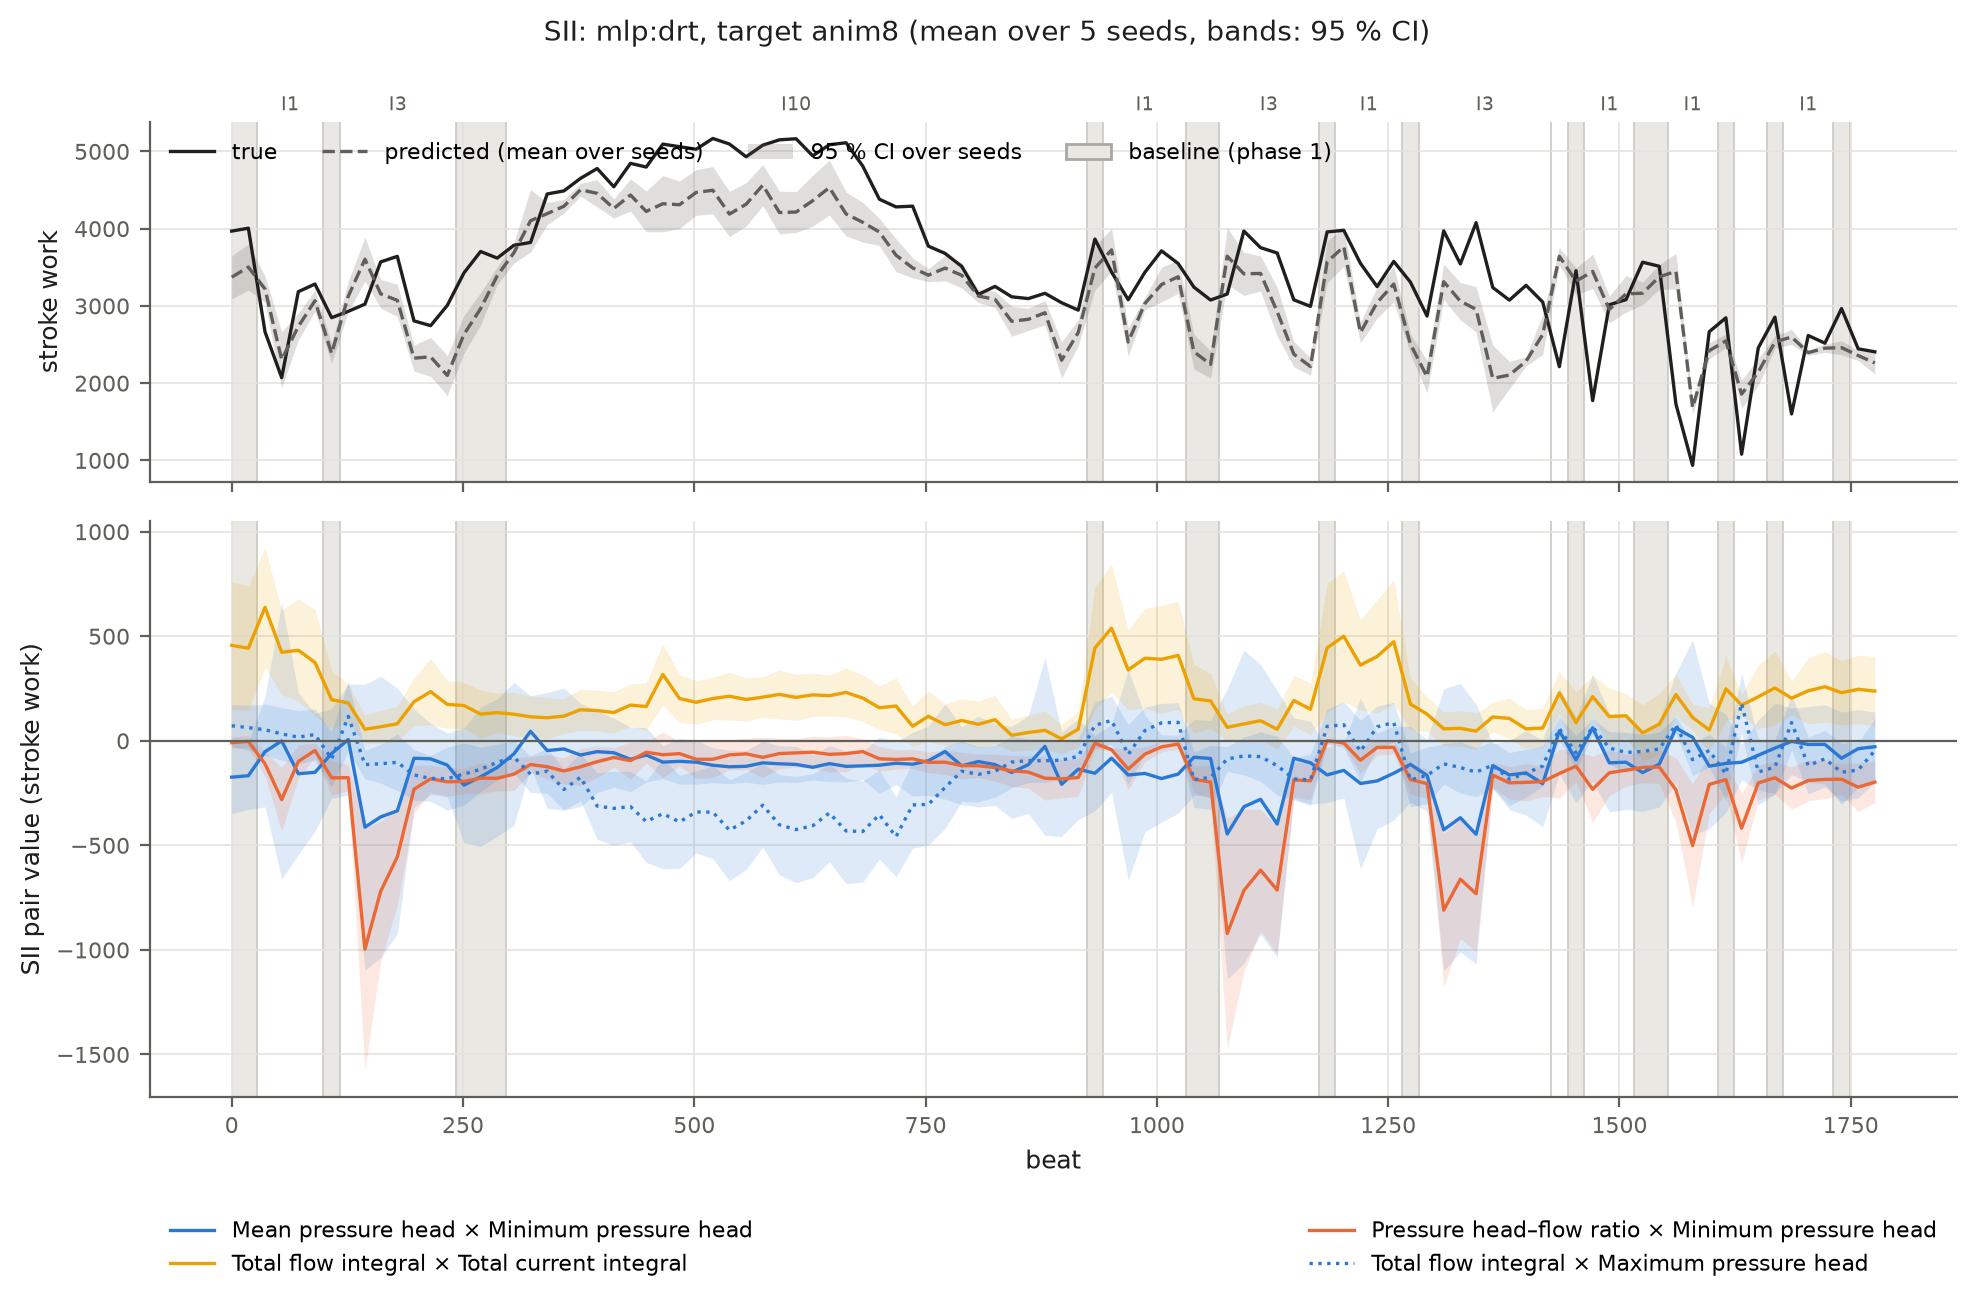 SII: mlp:drt, target anim8 (mean over 5 seeds, bands: 95 % CI)
I1 I3 I10 I1 I3 I1 I3 I1 I1 I1
true predicted (mean over seeds) 95 % CI over seeds baseline (phase 1)
5000
4000
3000
2000
1000
stroke work
1000
500
0
−500
−1000
−1500
SII pair value (stroke work)
0 250 500 750 1000 1250 1500 1750
beat
Mean pressure head × Minimum pressure head
Total flow integral × Total current integral
Pressure head–flow ratio × Minimum pressure head
Total flow integral × Maximum pressure head